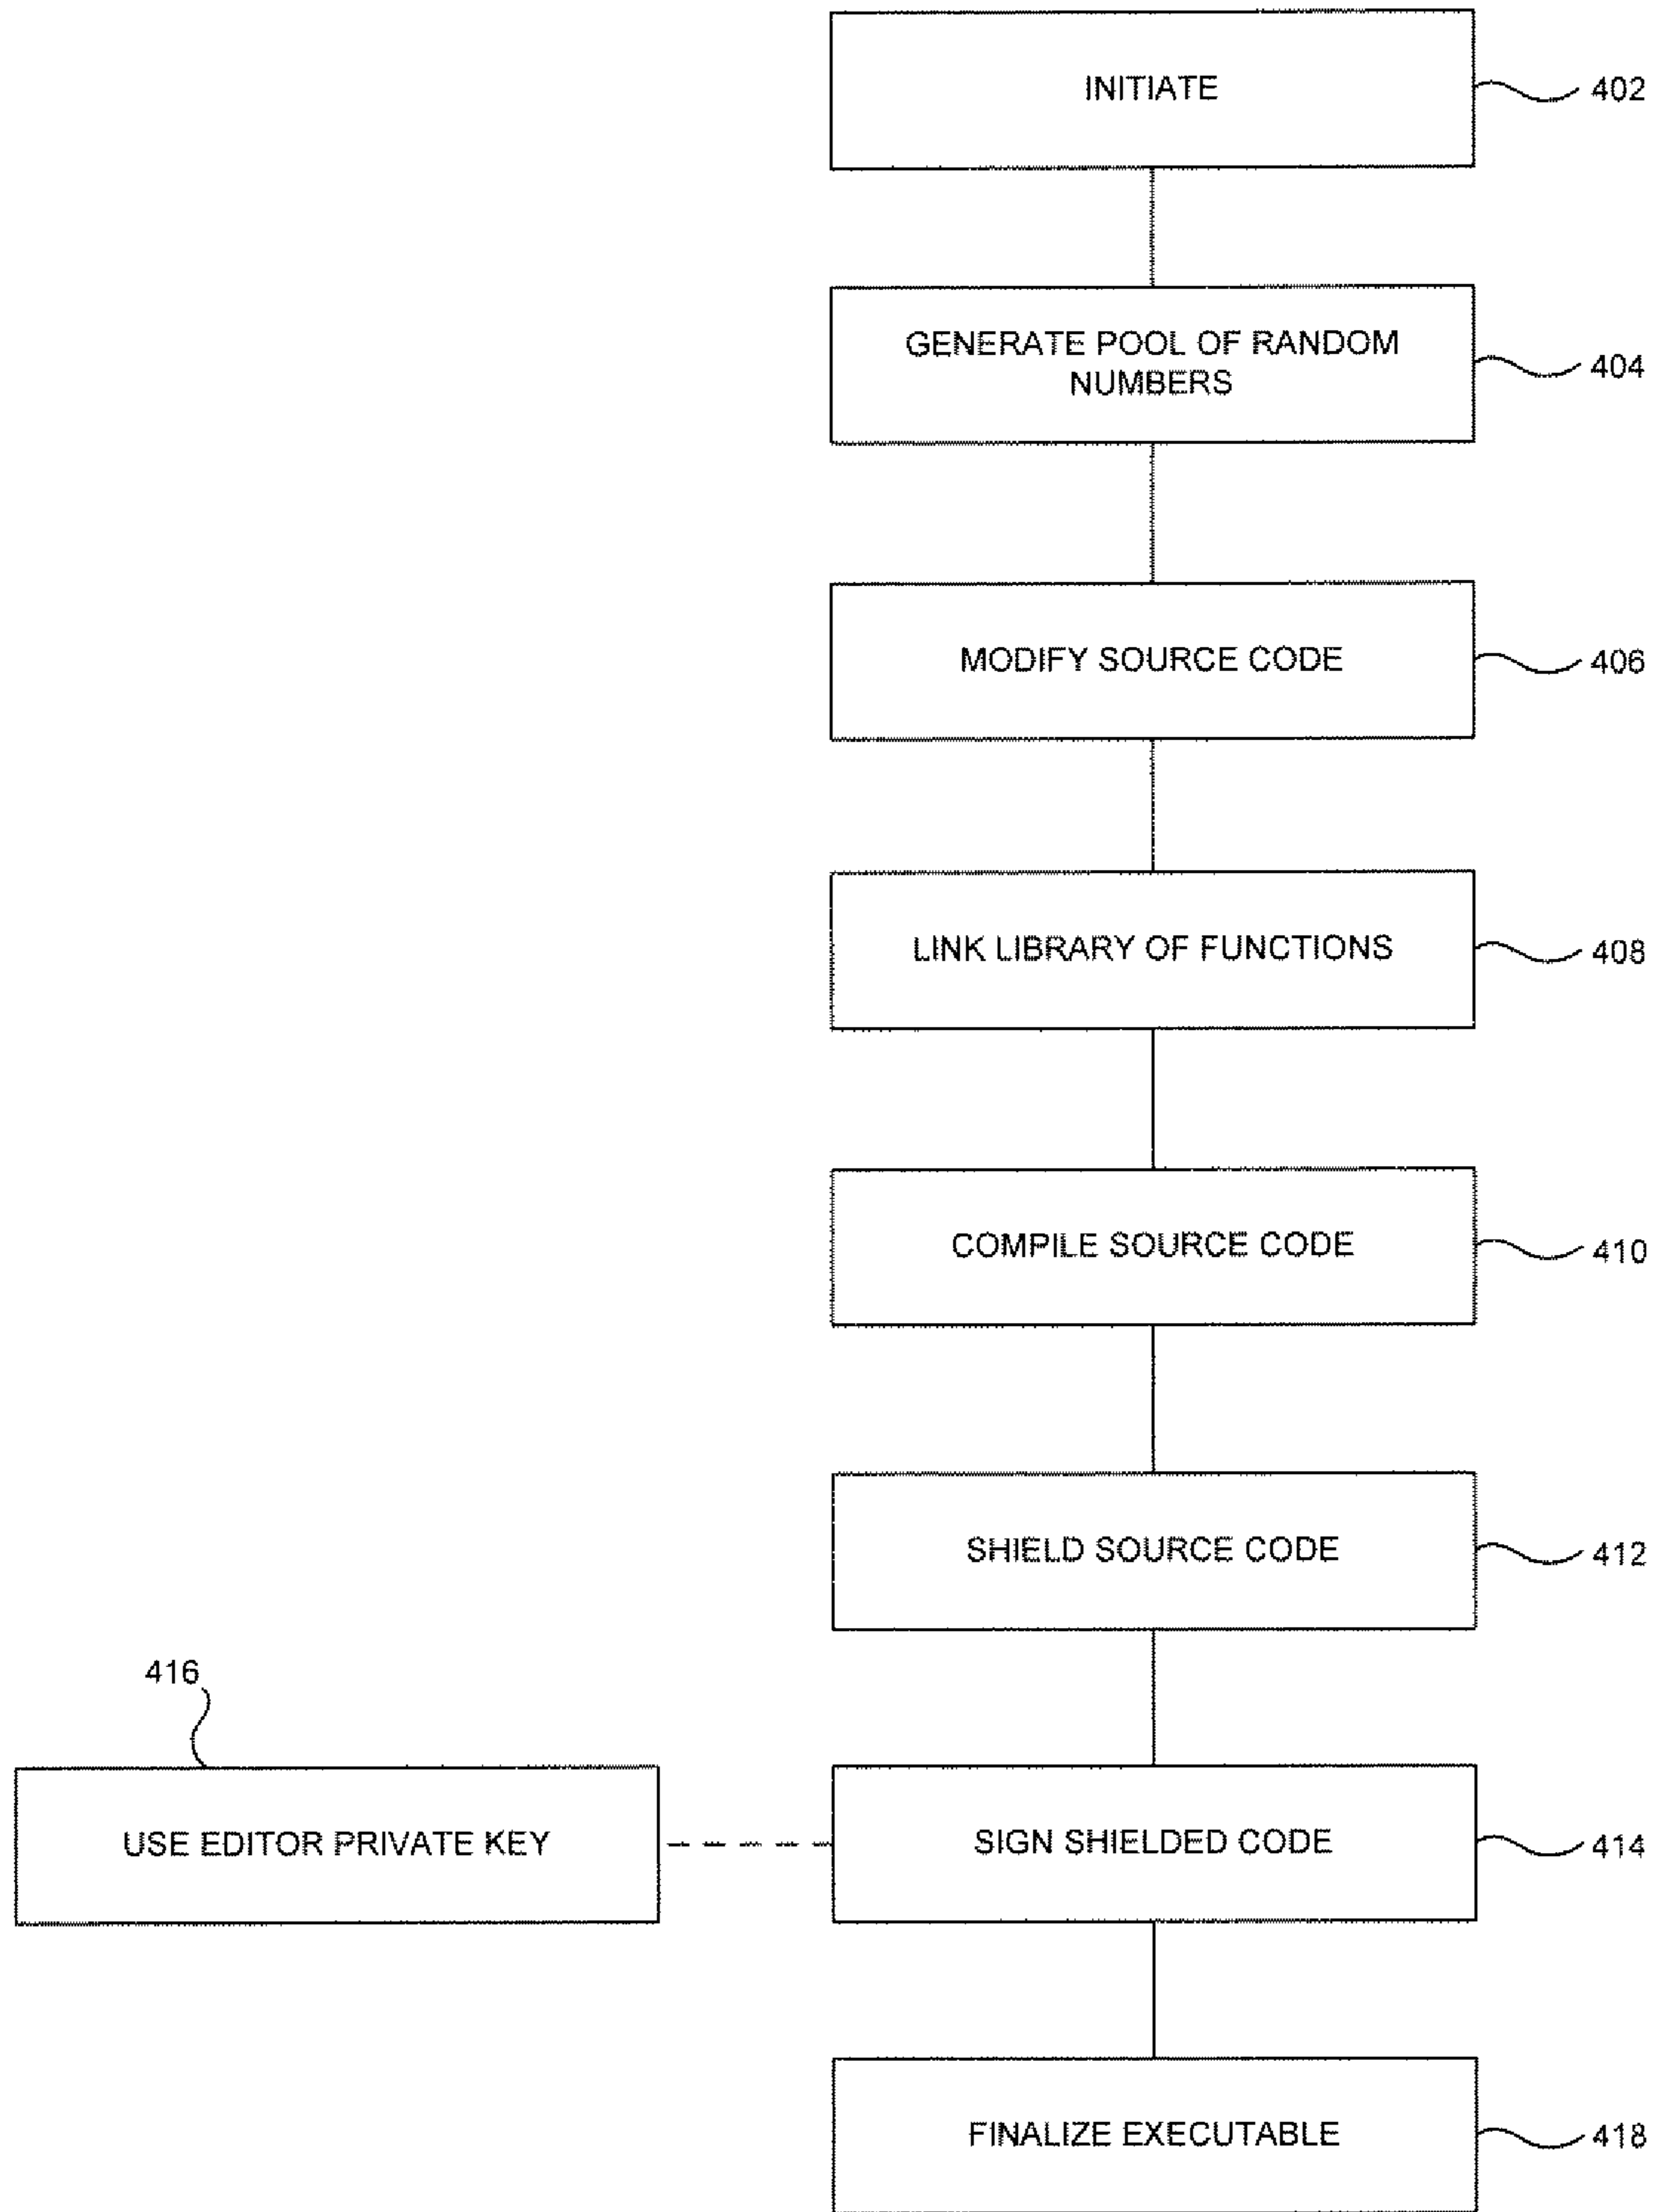 INITIATE
402
GENERATE POOL OF RANDOM
NUMBERS
404
MODIFY SOURCE CODE
406
LINK LIBRARY OF FUNCTIONS
408
COMPILE SOURCE CODE
410
SHIELD SOURCE CODE
412
416
USE EDITOR PRIVATE KEY
SIGN SHIELDED CODE
414
FINALIZE EXECUTABLE
418